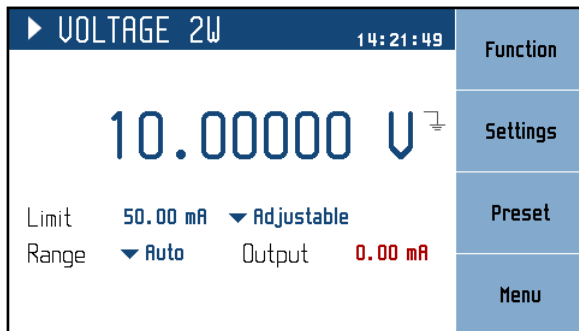 VOLTAGE 2W 14:21:49
Function
10.00000 V
Settings
Limit 50.00 mA Adjustable
Preset
Range Auto Output 0.00 mA
Menu